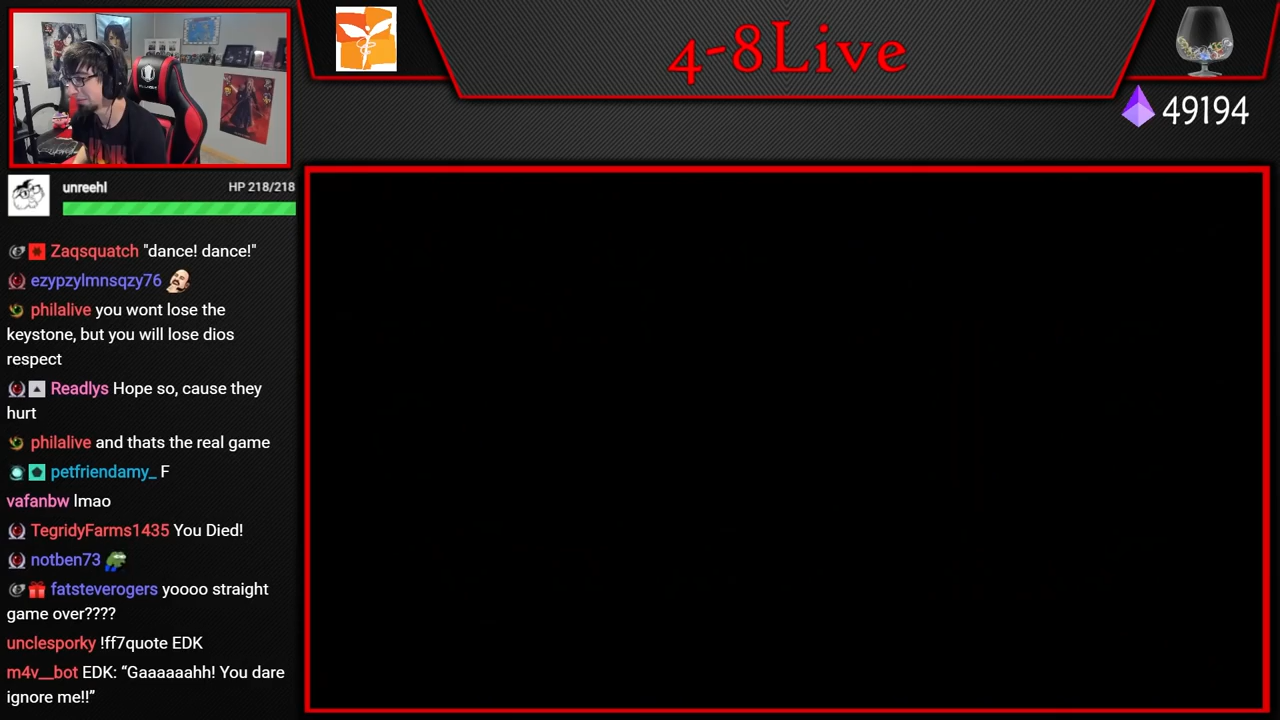 4-8Live
49194
unreehl
HP 218/218
Zaqsquatch "dance! dance!"
ezypzylmnsqzy76
philalive you wont lose the
keystone, but you will lose dios
respect
Readlys Hope so, cause they
hurt
philalive and thats the real game
petfriendamy_ F
vafanbw lmao
TegridyFarms1435 You Died!
notben73
fatsteverogers yoooo straight
game over????
unclesporky !ff7quote EDK
m4v__bot EDK: “Gaaaaaahh! You dare
ignore me!!”